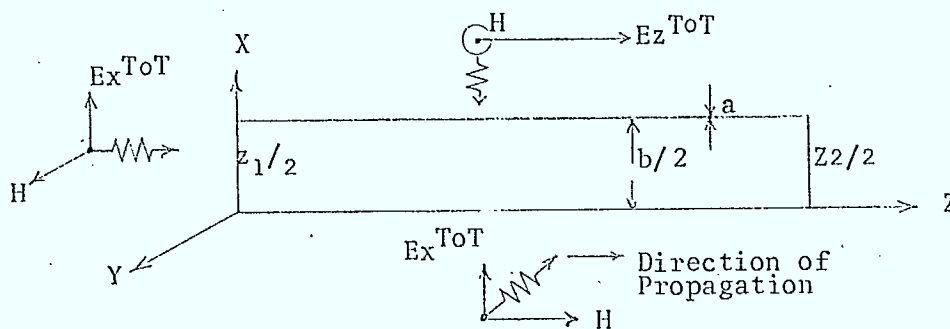 H
Ez^ToT
X
Ex^ToT
a
z1/2
b/2
Z2/2
H
Z
Ex^ToT
Y
Direction of
Propagation
H